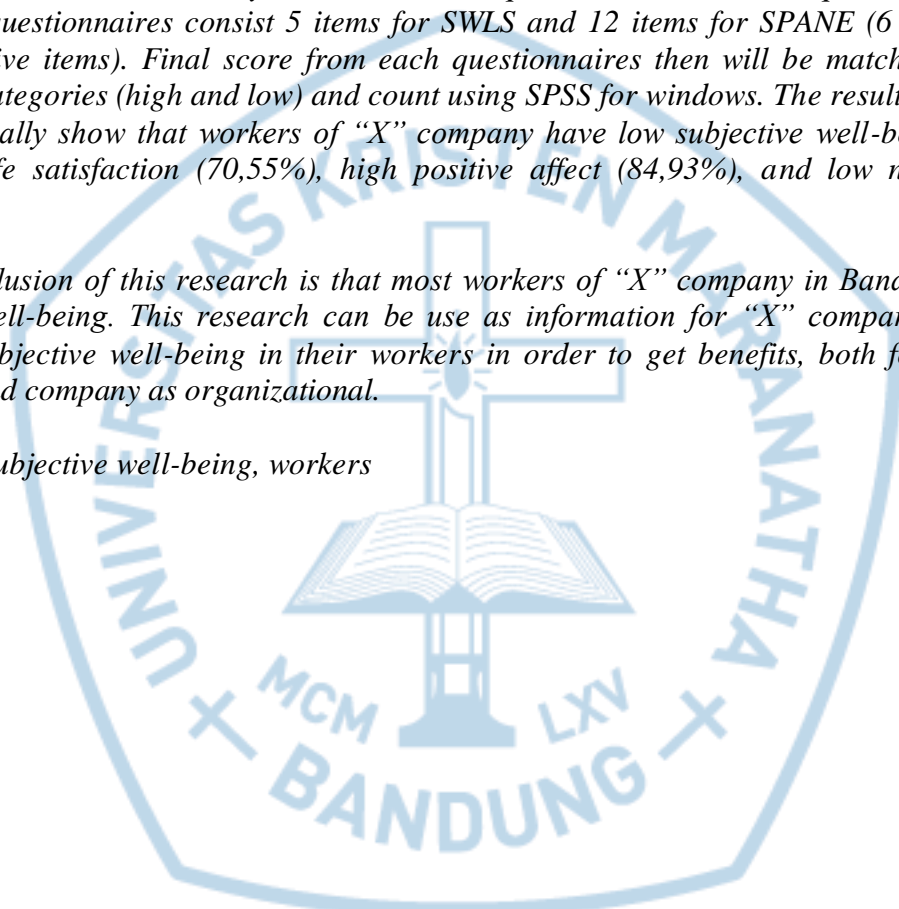 questionnaires consist 5 items for SWLS and 12 items for SPANE (6
ive items). Final score from each questionnaires then will be match
ategories (high and low) and count using SPSS for windows. The result
ally show that workers of “X” company have low subjective well-be
fe satisfaction (70,55%), high positive affect (84,93%), and low n
lusion of this research is that most workers of “X” company in Band
ell-being. This research can be use as information for “X” compan
bjective well-being in their workers in order to get benefits, both f
d company as organizational.
ubjective well-being, workers
UNIVERSITAS KRISTEN MARANATHA
MCM LXV
BANDUNG